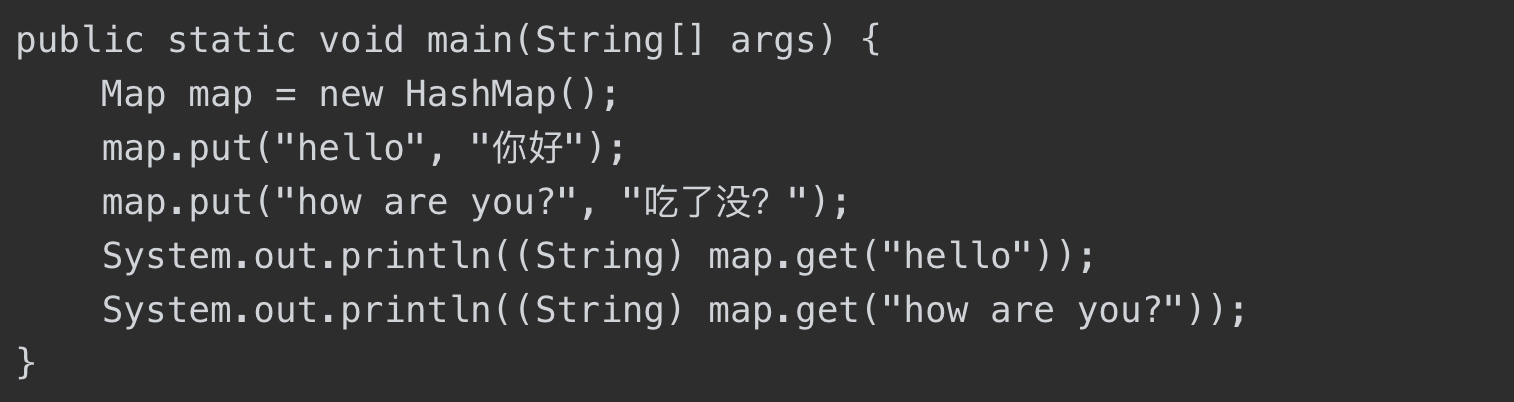 public static void main(String[] args) {
    Map map = new HashMap();
    map.put("hello", "你好");
    map.put("how are you?", "吃了没？");
    System.out.println((String) map.get("hello"));
    System.out.println((String) map.get("how are you?"));
}